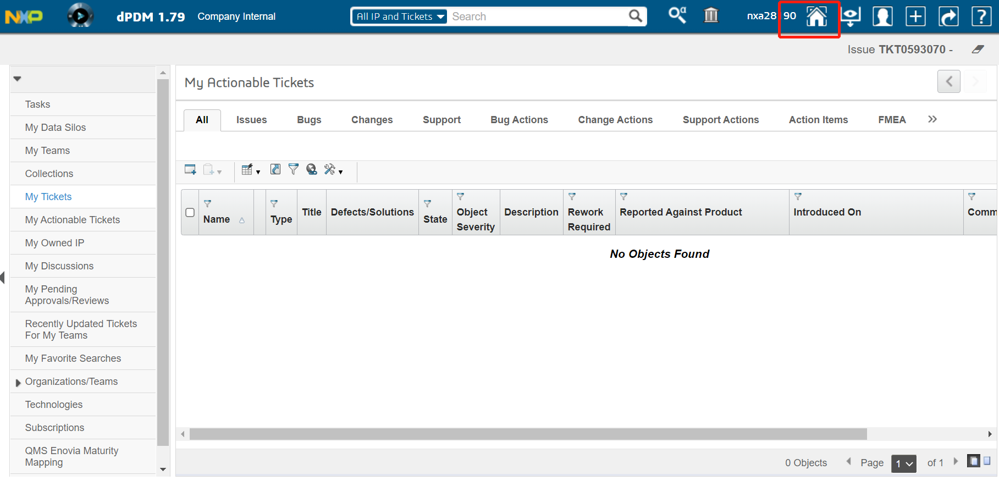 NXP dPDM 1.79 Company Internal All IP and Tickets Search α nxa28 90 ?
Issue TKT0593070 -
My Actionable Tickets
All Issues Bugs Changes Support Bug Actions Change Actions Support Actions Action Items FMEA »
Tasks
My Data Silos
My Teams
Collections
My Tickets
My Actionable Tickets
My Owned IP
My Discussions
My Pending
Approvals/Reviews
Recently Updated Tickets
For My Teams
My Favorite Searches
Organizations/Teams
Technologies
Subscriptions
QMS Enovia Maturity
Mapping
Name
Type
Title
Defects/Solutions
State
Object
Severity
Description
Rework
Required
Reported Against Product
Introduced On
Comm
No Objects Found
0 Objects Page 1 of 1